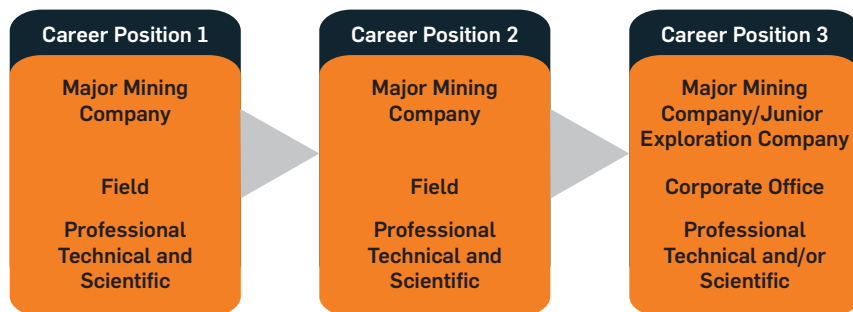 Career Position 1
Major Mining
Company
Field
Professional
Technical and
Scientific
Career Position 2
Major Mining
Company
Field
Professional
Technical and
Scientific
Career Position 3
Major Mining
Company/Junior
Exploration Company
Corporate Office
Professional
Technical and/or
Scientific